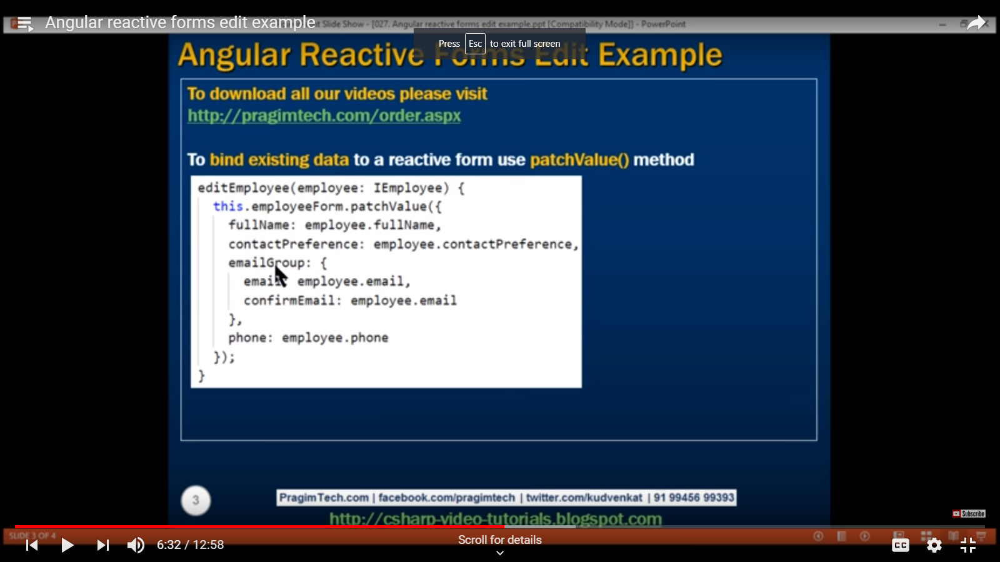 Angular reactive forms edit example
Slide Show - [027. Angular reactive forms edit example.ppt [Compatibility Mode]] - PowerPoint
Press Esc to exit full screen
Angular Reactive Forms Edit Example
To download all our videos please visit
http://pragimtech.com/order.aspx
To bind existing data to a reactive form use patchValue() method
editEmployee(employee: IEmployee) {
this.employeeForm.patchValue({
fullName: employee.fullName,
contactPreference: employee.contactPreference,
emailGroup: {
email: employee.email,
confirmEmail: employee.email
},
phone: employee.phone
});
}
3
PragimTech.com | facebook.com/pragimtech | twitter.com/kudvenkat | 91 99456 99393
http://csharp-video-tutorials.blogspot.com
Subscribe
SLIDE 3 OF 4
6:32 / 12:58
Scroll for details
CC